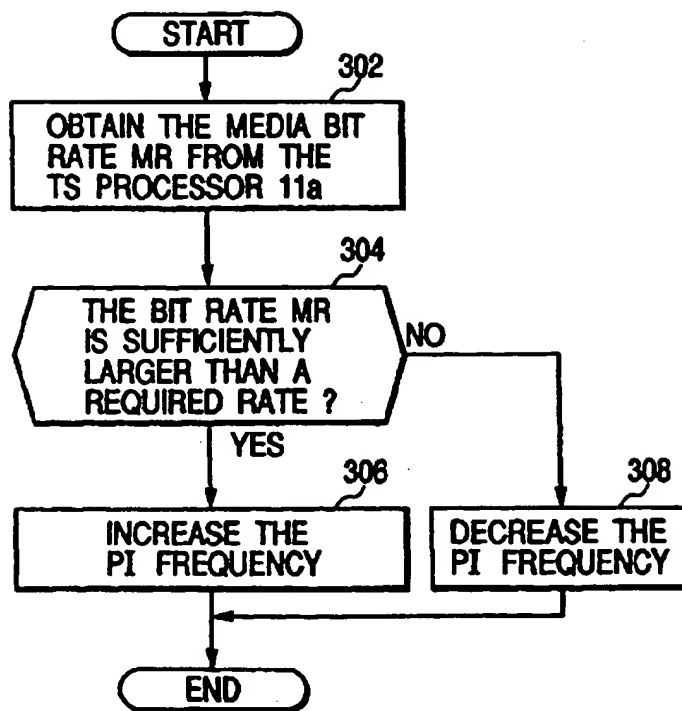 START
302
OBTAIN THE MEDIA BIT
RATE MR FROM THE
TS PROCESSOR 11a
304
THE BIT RATE MR
IS SUFFICIENTLY
LARGER THAN A
REQUIRED RATE ?
NO
YES
306
INCREASE THE
PI FREQUENCY
308
DECREASE THE
PI FREQUENCY
END